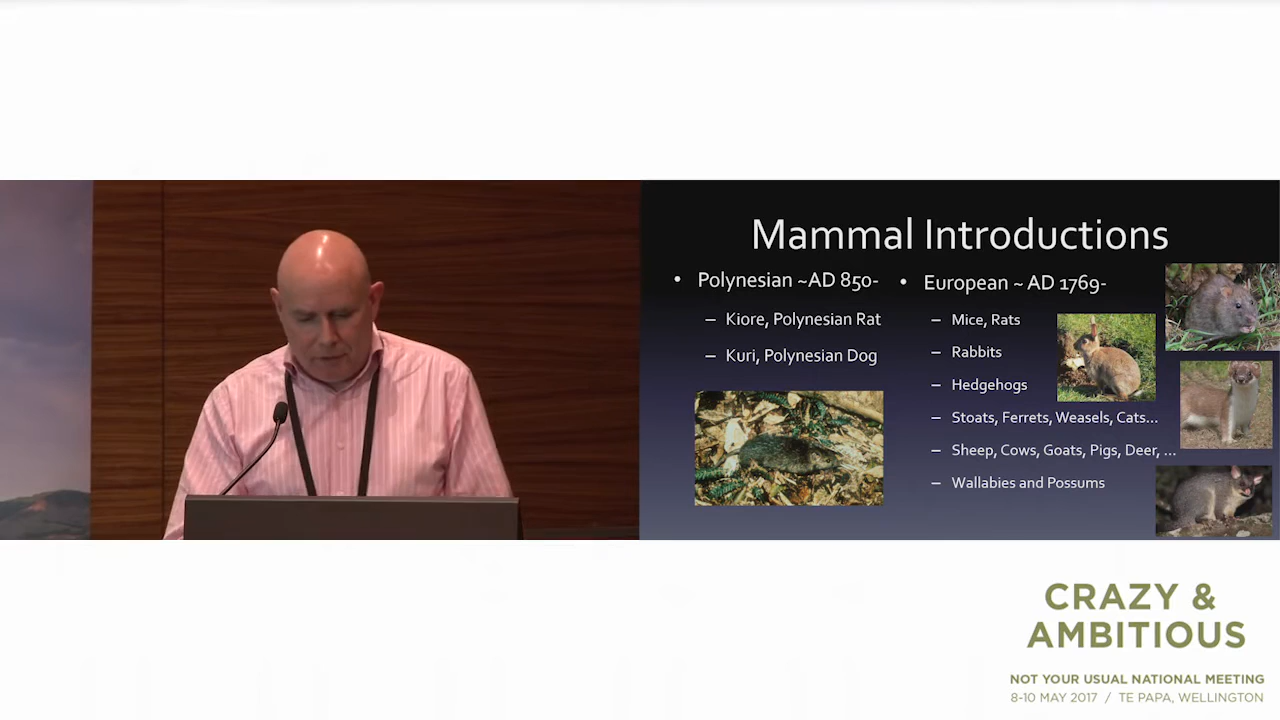 Mammal Introductions
• Polynesian ~AD 850-
– Kiore, Polynesian Rat
– Kuri, Polynesian Dog
• European ~ AD 1769-
– Mice, Rats
– Rabbits
– Hedgehogs
– Stoats, Ferrets, Weasels, Cats...
– Sheep, Cows, Goats, Pigs, Deer, ...
– Wallabies and Possums
CRAZY &
AMBITIOUS
NOT YOUR USUAL NATIONAL MEETING
8-10 MAY 2017 / TE PAPA, WELLINGTON